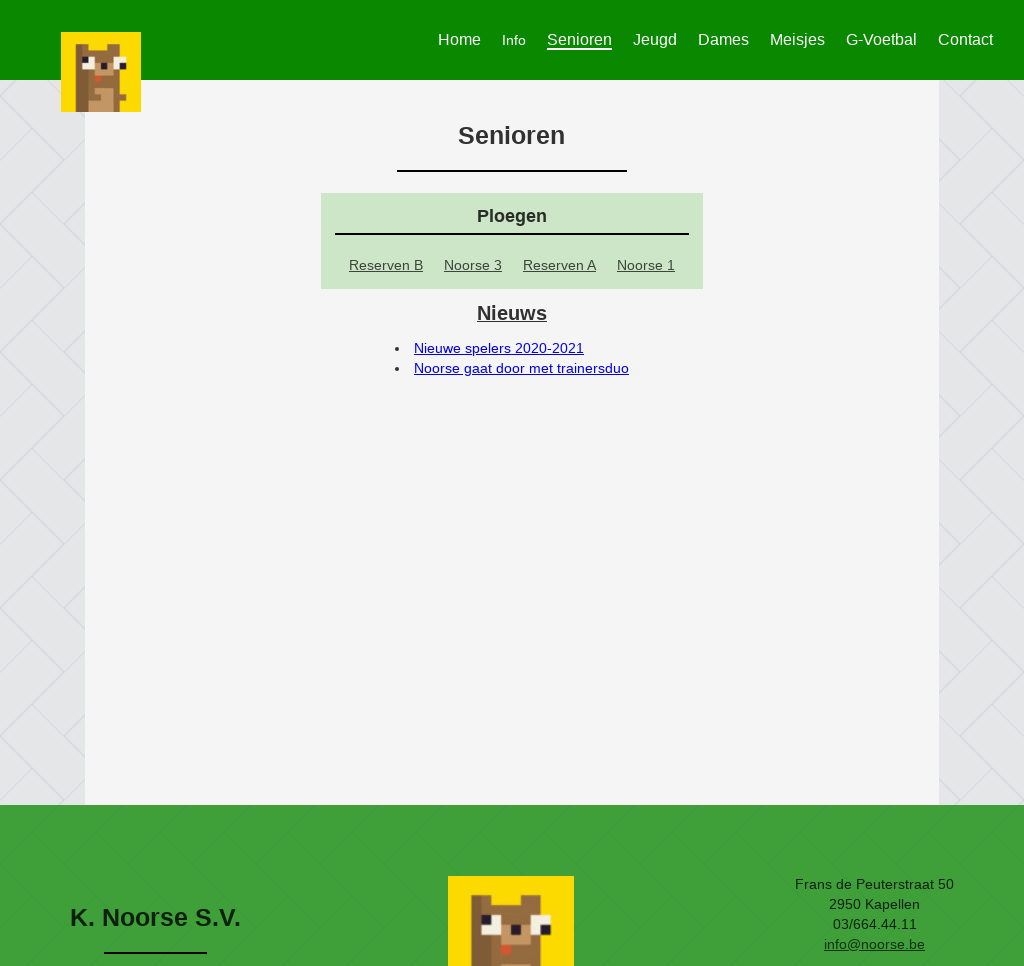 Home Info Senioren Jeugd Dames Meisjes G-Voetbal Contact
Senioren
Ploegen
Reserven B Noorse 3 Reserven A Noorse 1
Nieuws
Nieuwe spelers 2020-2021
Noorse gaat door met trainersduo
K. Noorse S.V.
Frans de Peuterstraat 50
2950 Kapellen
03/664.44.11
info@noorse.be